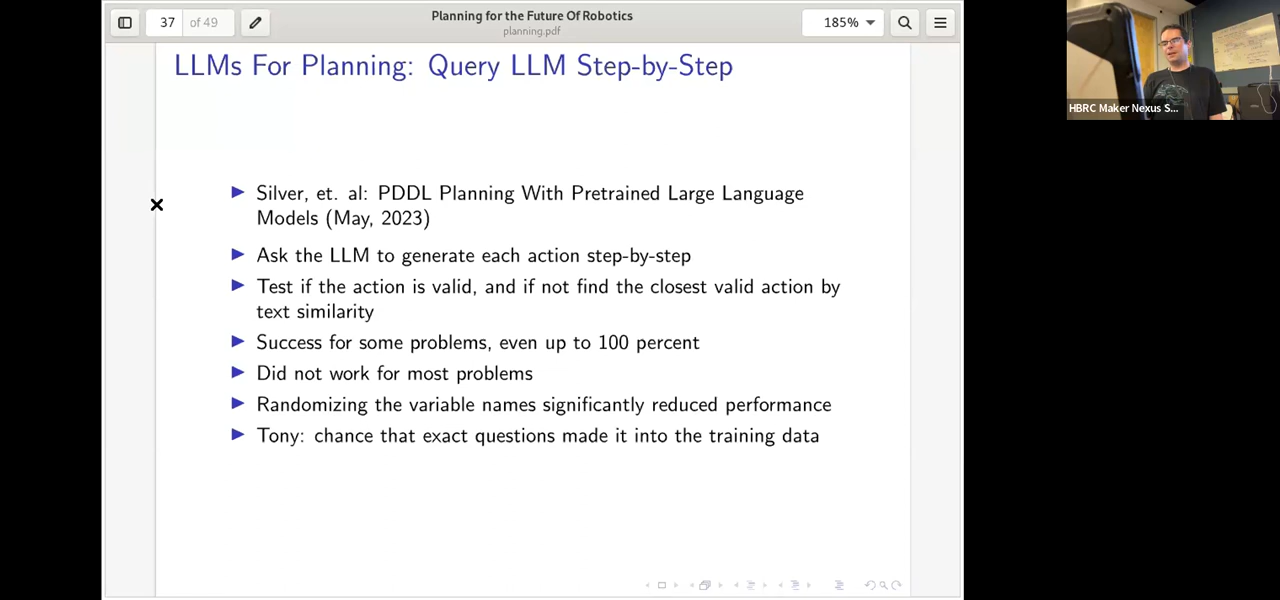 37 of 49
Planning for the Future Of Robotics
planning.pdf
185%
HBRC Maker Nexus S...
LLMs For Planning: Query LLM Step-by-Step
Silver, et. al: PDDL Planning With Pretrained Large Language
Models (May, 2023)
Ask the LLM to generate each action step-by-step
Test if the action is valid, and if not find the closest valid action by
text similarity
Success for some problems, even up to 100 percent
Did not work for most problems
Randomizing the variable names significantly reduced performance
Tony: chance that exact questions made it into the training data